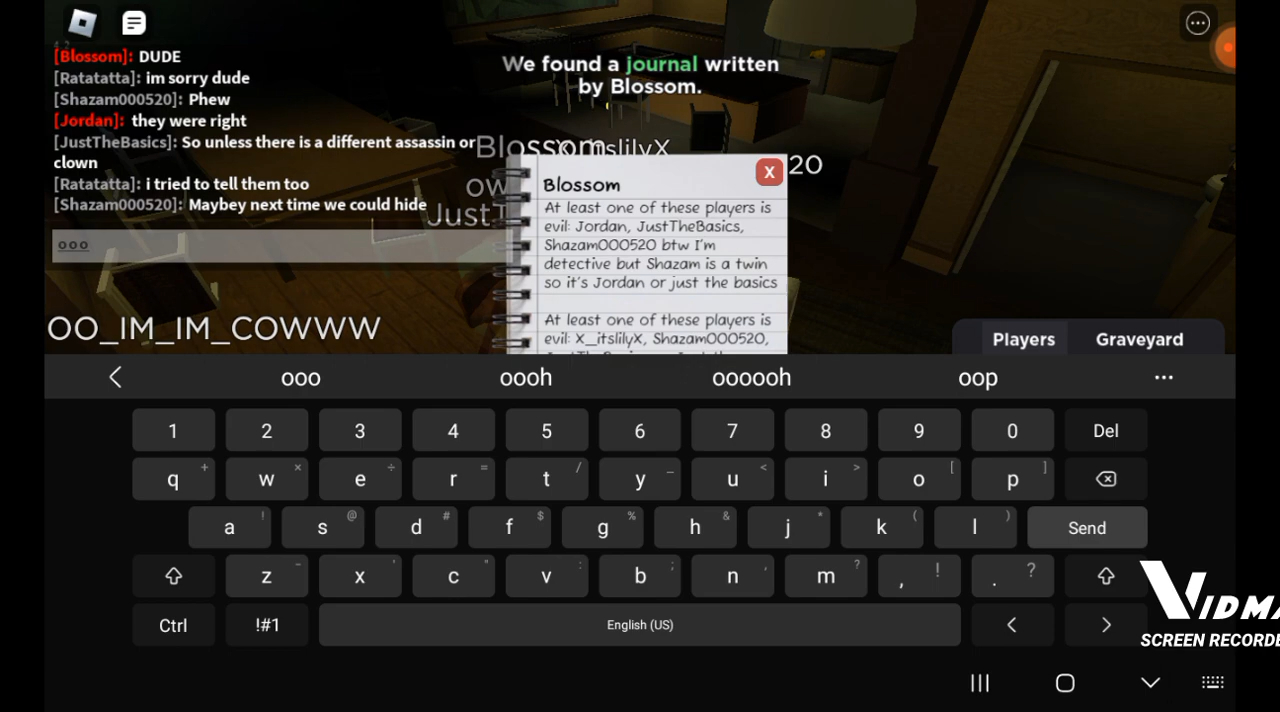 [Blossom]: DUDE
[Ratatatta]: im sorry dude
[Shazam000520]: Phew
[Jordan]: they were right
[JustTheBasics]: So unless there is a different assassin or
clown
[Ratatatta]: i tried to tell them too
[Shazam000520]: Maybey next time we could hide
ooo
We found a journal written
by Blossom.
Blossom
JustT
20
OO_IM_IM_COWWW
X
Blossom
At least one of these players is
evil: Jordan, JustTheBasics,
Shazam000520 btw I'm
detective but Shazam is a twin
so it's Jordan or just the basics
At least one of these players is
evil: X_itslilyX, Shazam000520,
Players Graveyard
ooo oooh oooooh oop
1 2 3 4 5 6 7 8 9 0 Del
q + w × e ÷ r = t / y _ u < i > o [ p ]
a ! s @ d # f $ g % h & j * k ( l ) Send
z - x ' c " v : b ; n , m ? , ! . ?
Ctrl !#1 English (US) < >
VIDMA
SCREEN RECORDE